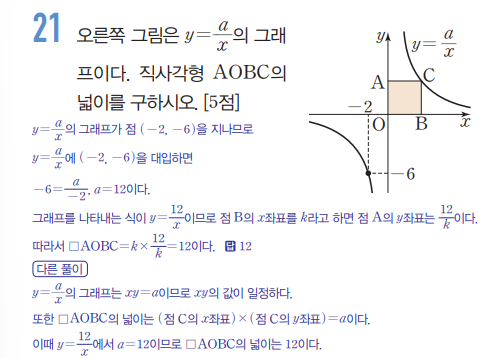 21 오른쪽 그림은 y=a/x의 그래
프이다. 직사각형 AOBC의
넓이를 구하시오. [5점]
y=a/x의 그래프가 점 (-2, -6)을 지나므로
y=a/x에 (-2, -6)을 대입하면
-6=a/-2, a=12이다.
그래프를 나타내는 식이 y=12/x이므로 점 B의 x좌표를 k라고 하면 점 A의 y좌표는 12/k이다.
따라서 □AOBC=k×12/k=12이다. 답 12
다른 풀이
y=a/x의 그래프는 xy=a이므로 xy의 값이 일정하다.
또한 □AOBC의 넓이는 (점 C의 x좌표)×(점 C의 y좌표)=a이다.
이때 y=12/x에서 a=12이므로 □AOBC의 넓이는 12이다.
y
y=a/x
A
C
-2
O
B
x
-6